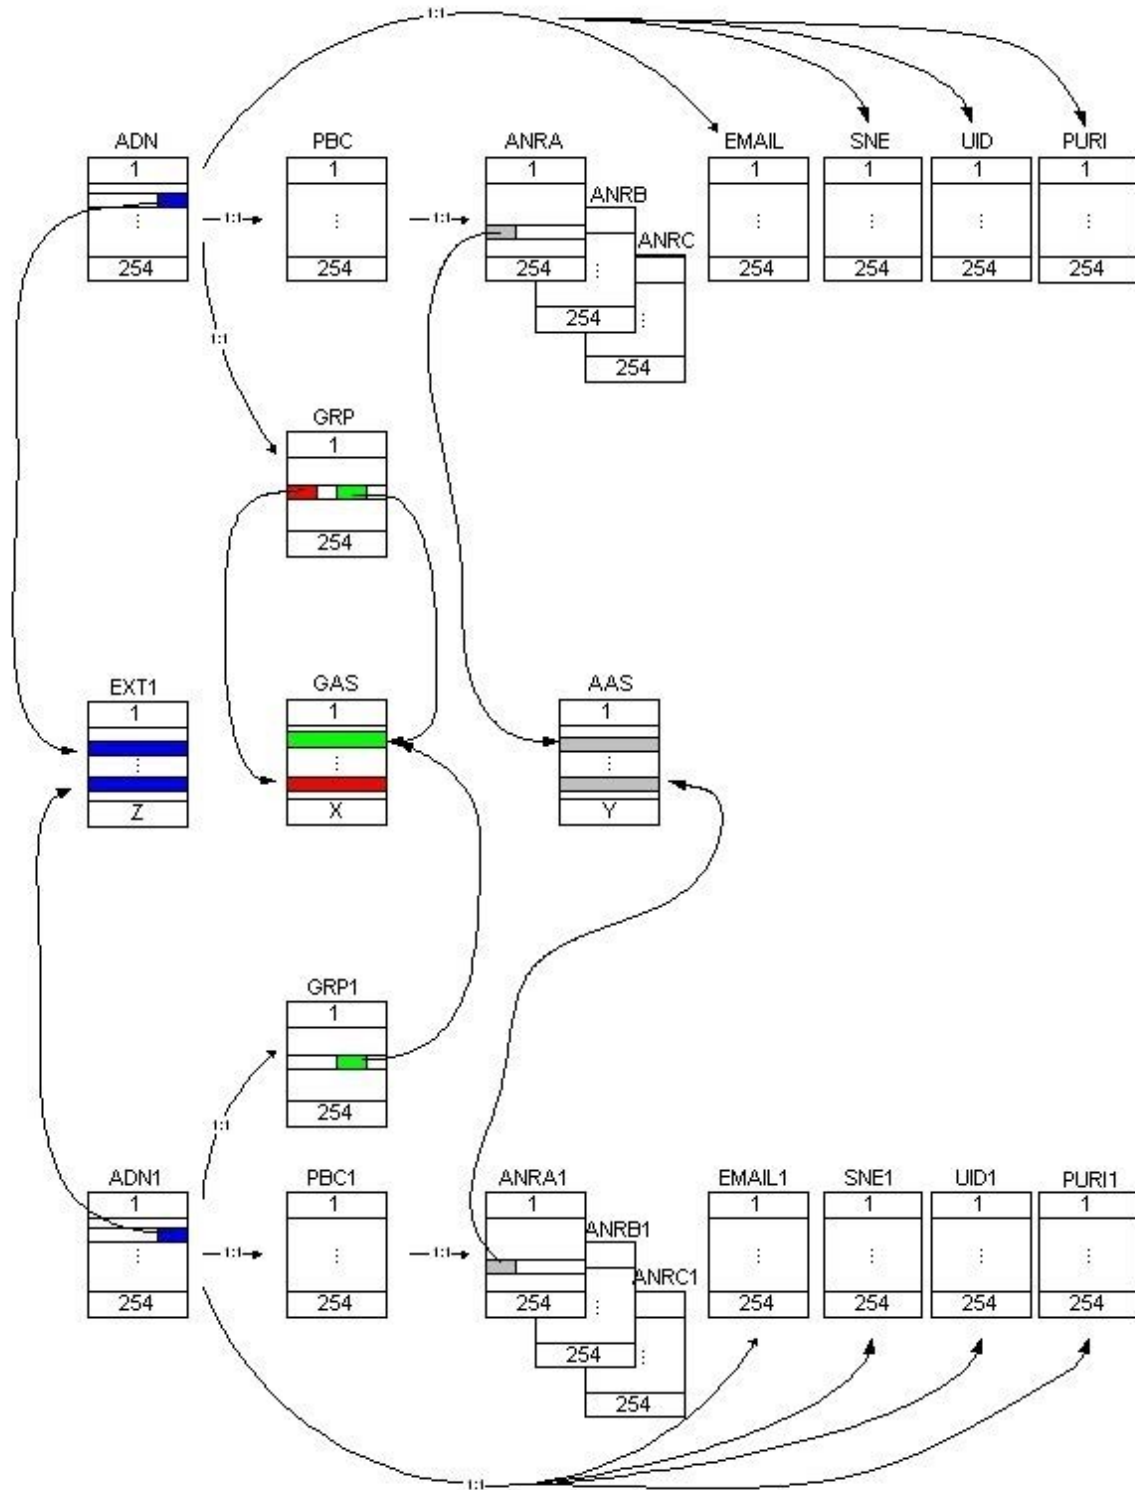 1:1
ADN
PBC
ANRA
EMAIL
SNE
UID
PURI
1
1
1
1
1
1
1
ANRB
1:1
1:1
⋮
⋮
⋮
⋮
⋮
⋮
ANRC
254
254
254
⋮
254
254
254
254
254
⋮
1:1
254
GRP
1
254
EXT1
GAS
AAS
1
1
1
⋮
⋮
⋮
Z
X
Y
GRP1
1
254
1:1
ADN1
PBC1
ANRA1
EMAIL1
SNE1
UID1
PURI1
1
1
1
1
1
1
1
ANRB1
1:1
1:1
⋮
⋮
⋮
⋮
⋮
⋮
ANRC1
254
254
254
⋮
254
254
254
254
254
⋮
254
1:1